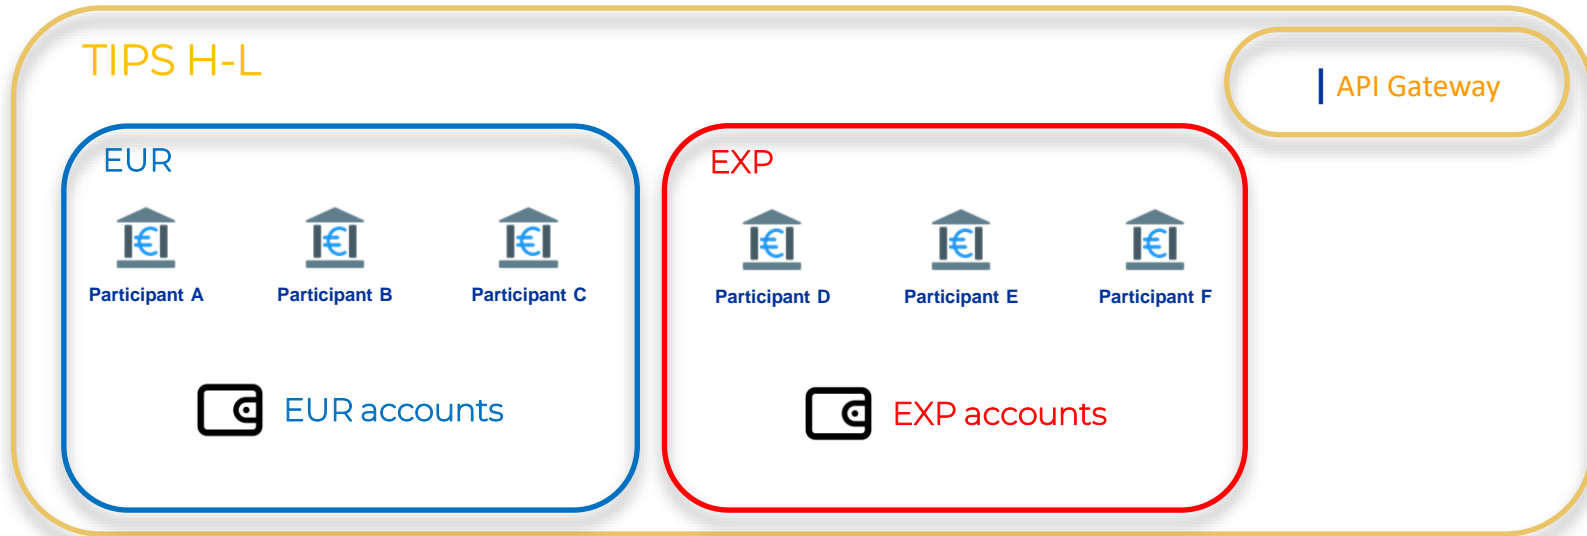 TIPS H-L
API Gateway
EUR
Participant A
Participant B
Participant C
EUR accounts
EXP
Participant D
Participant E
Participant F
EXP accounts